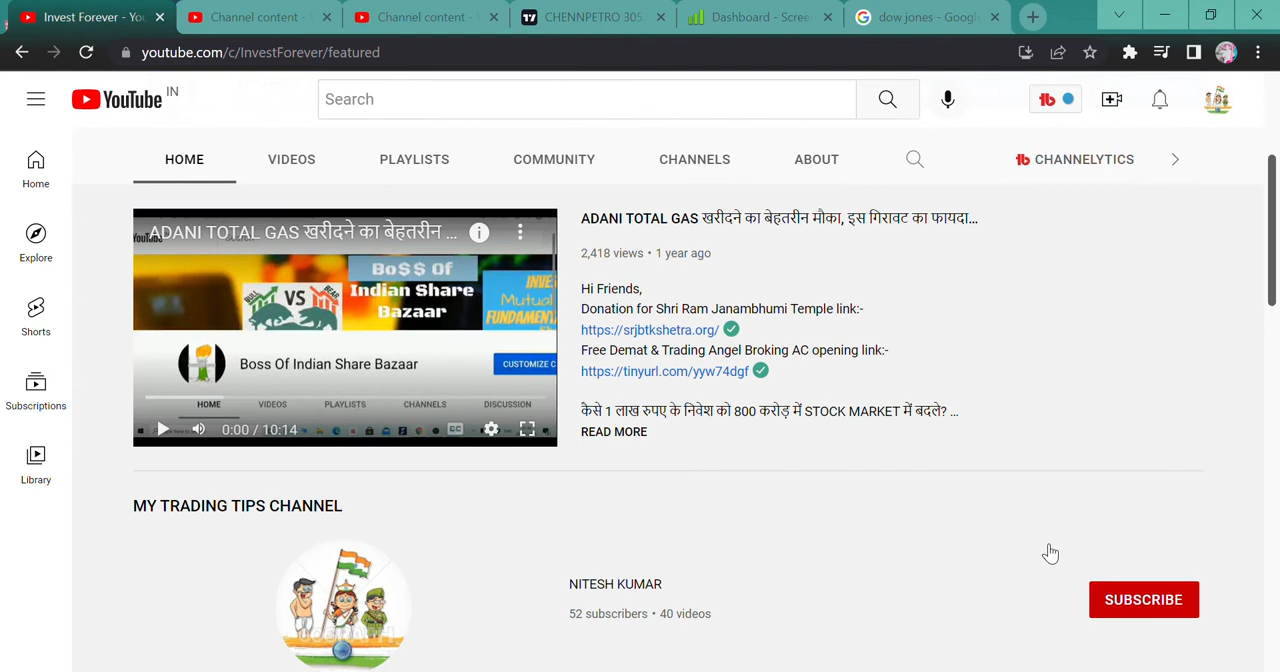 Invest Forever - You
Channel content -
Channel content -
CHENNPETRO 305.
Dashboard - Scree
dow jones - Google
youtube.com/c/InvestForever/featured
YouTube IN
Search
HOME VIDEOS PLAYLISTS COMMUNITY CHANNELS ABOUT CHANNELYTICS
Home
Explore
Shorts
Subscriptions
Library
ADANI TOTAL GAS खरीदने का बेहतरीन ...
Bo$$ Of
Indian Share
Bazaar
VS
INVE
Mutual
FUNDAMENT
Boss Of Indian Share Bazaar
CUSTOMIZE C
HOME VIDEOS PLAYLISTS CHANNELS DISCUSSION
0:00 / 10:14
ADANI TOTAL GAS खरीदने का बेहतरीन मौका, इस गिरावट का फायदा...
2,418 views • 1 year ago
Hi Friends,
Donation for Shri Ram Janambhumi Temple link:-
https://srjbtkshetra.org/
Free Demat & Trading Angel Broking AC opening link:-
https://tinyurl.com/yyw74dgf
कैसे 1 लाख रुपए के निवेश को 800 करोड़ में STOCK MARKET में बदले? ...
READ MORE
MY TRADING TIPS CHANNEL
NITESH KUMAR
52 subscribers • 40 videos
SUBSCRIBE